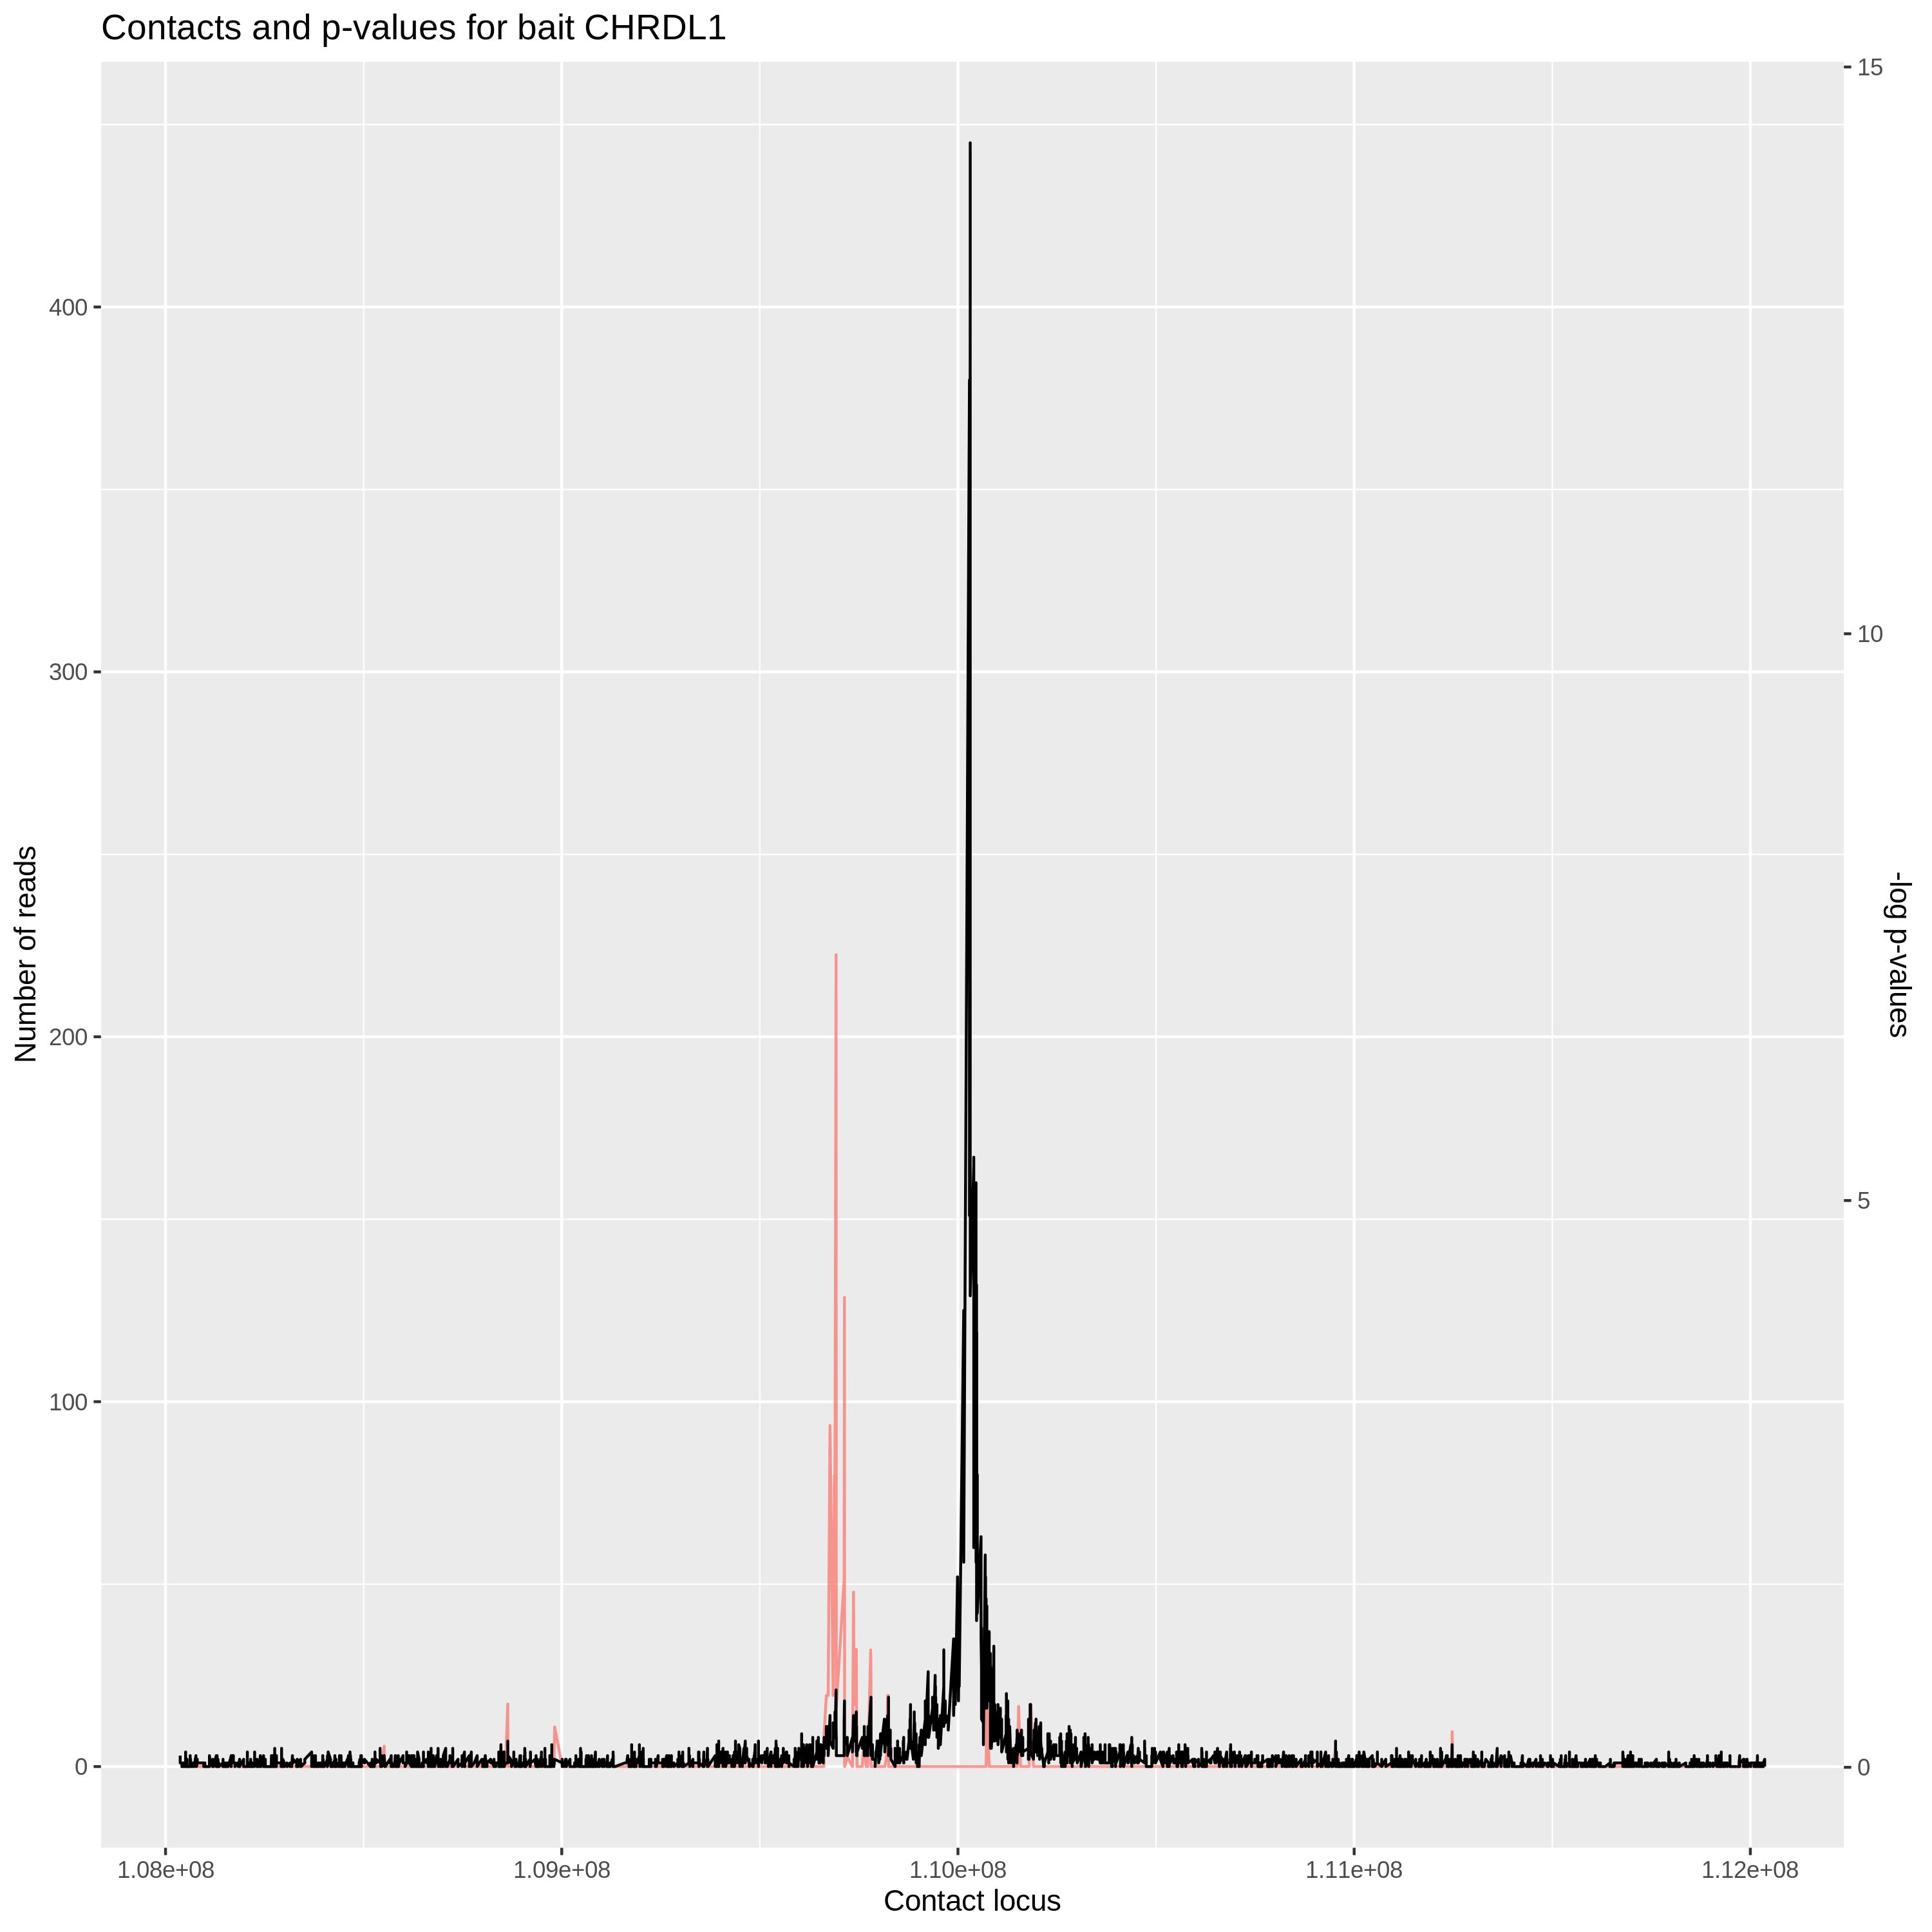 Contacts and p-values for bait CHRDL1
15
400
10
300
Number of reads
-log p-values
200
5
100
0
0
1.08e+08
1.09e+08
1.10e+08
1.11e+08
1.12e+08
Contact locus